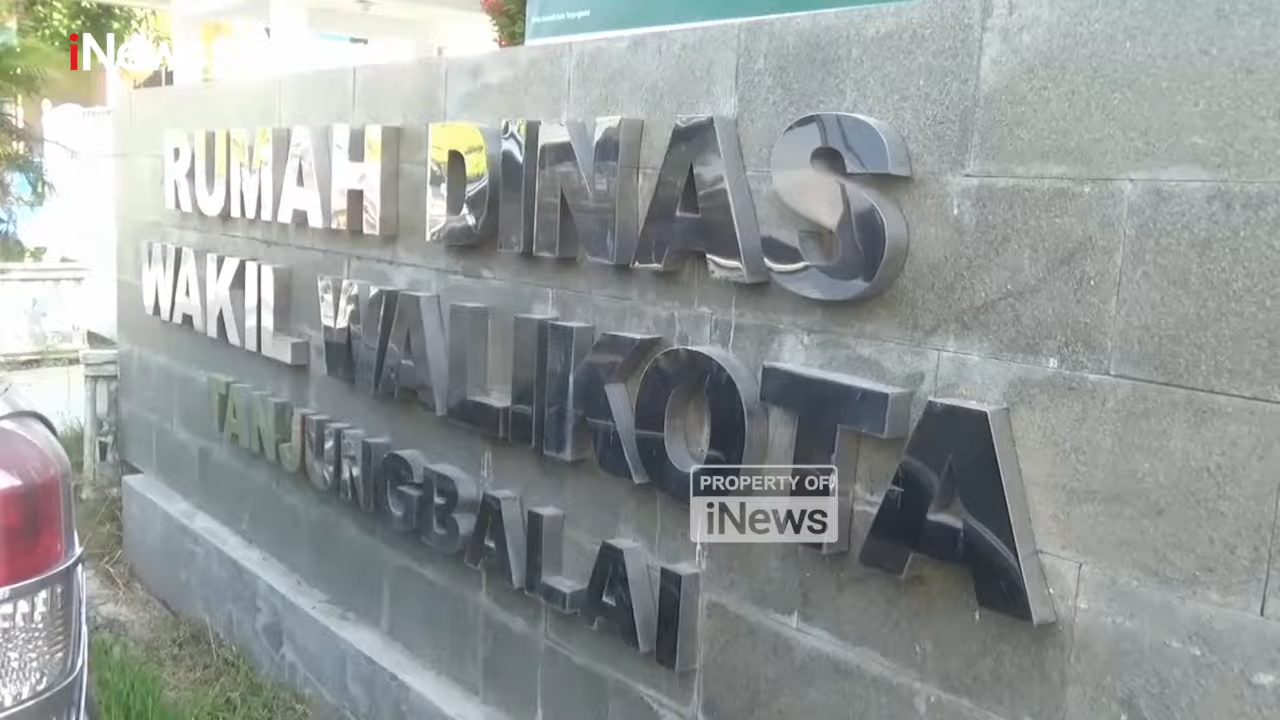 iNews
RUMAH DINAS
WAKIL WALIKOTA
TANJUNGBALAI
PROPERTY OF
iNews